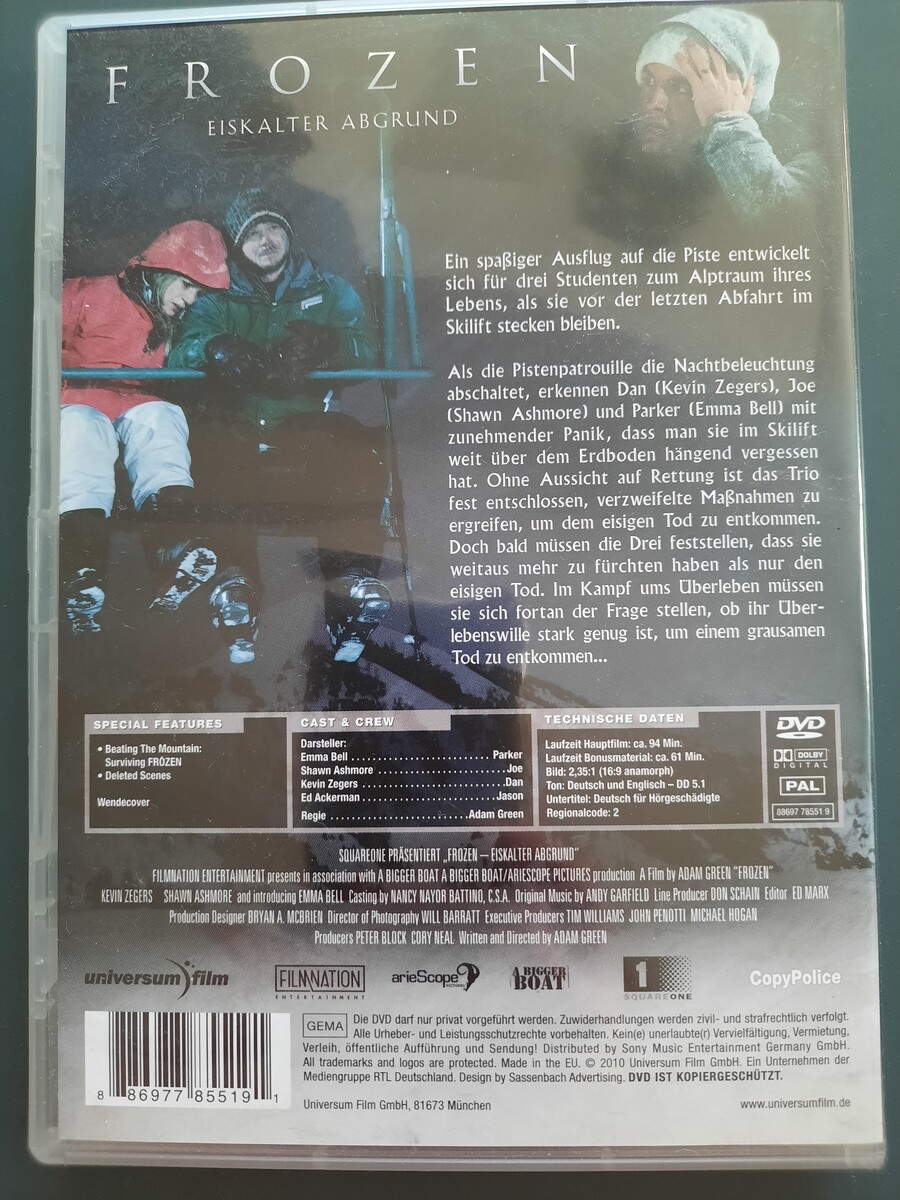 FROZEN
EISKALTER ABGRUND
Ein spaßiger Ausflug auf die Piste entwickelt
sich für drei Studenten zum Alptraum ihres
Lebens, als sie vor der letzten Abfahrt im
Skilift stecken bleiben.
Als die Pistenpatrouille die Nachtbeleuchtung
abschaltet, erkennen Dan (Kevin Zegers), Joe
(Shawn Ashmore) und Parker (Emma Bell) mit
zunehmender Panik, dass man sie im Skilift
weit über dem Erdboden hängend vergessen
hat. Ohne Aussicht auf Rettung ist das Trio
fest entschlossen, verzweifelte Maßnahmen zu
ergreifen, um dem eisigen Tod zu entkommen.
Doch bald müssen die Drei feststellen, dass sie
weitaus mehr zu fürchten haben als nur den
eisigen Tod. Im Kampf ums Überleben müssen
sie sich fortan der Frage stellen, ob ihr Über-
lebenswille stark genug ist, um einem grausamen
Tod zu entkommen...
SPECIAL FEATURES
• Beating The Mountain:
Surviving FROZEN
• Deleted Scenes
Wendecover
CAST & CREW
Darsteller:
Emma Bell ........................ Parker
Shawn Ashmore ........................ Joe
Kevin Zegers ........................ Dan
Ed Ackerman ........................ Jason
Regie ........................ Adam Green
TECHNISCHE DATEN
Laufzeit Hauptfilm: ca. 94 Min.
Laufzeit Bonusmaterial: ca. 61 Min.
Bild: 2,35:1 (16:9 anamorph)
Ton: Deutsch und Englisch – DD 5.1
Untertitel: Deutsch für Hörgeschädigte
Regionalcode: 2
DVD
DOLBY
DIGITAL
PAL
88697 78551 9
SQUAREONE PRÄSENTIERT „FROZEN – EISKALTER ABGRUND"
FILMNATION ENTERTAINMENT presents in association with A BIGGER BOAT A BIGGER BOAT/ARIESCOPE PICTURES production A Film by ADAM GREEN "FROZEN"
KEVIN ZEGERS SHAWN ASHMORE and introducing EMMA BELL Casting by NANCY NAYOR BATTINO, C.S.A. Original Music by ANDY GARFIELD Line Producer DON SCHAIN Editor ED MARX
Production Designer BRYAN A. MCBRIEN Director of Photography WILL BARRATT Executive Producers TIM WILLIAMS JOHN PENOTTI MICHAEL HOGAN
Producers PETER BLOCK CORY NEAL Written and Directed by ADAM GREEN
universum film
FILMNATION
ENTERTAINMENT
arieScope
PICTURES
A BIGGER
BOAT
1
SQUAREONE
CopyPolice
GEMA
Die DVD darf nur privat vorgeführt werden. Zuwiderhandlungen werden zivil- und strafrechtlich verfolgt.
Alle Urheber- und Leistungsschutzrechte vorbehalten. Kein(e) unerlaubte(r) Vervielfältigung, Vermietung,
Verleih, öffentliche Aufführung und Sendung! Distributed by Sony Music Entertainment Germany GmbH.
All trademarks and logos are protected. Made in the EU. © 2010 Universum Film GmbH. Ein Unternehmen der
Mediengruppe RTL Deutschland. Design by Sassenbach Advertising. DVD IST KOPIERGESCHÜTZT.
8 86977 85519 1
Universum Film GmbH, 81673 München
www.universumfilm.de